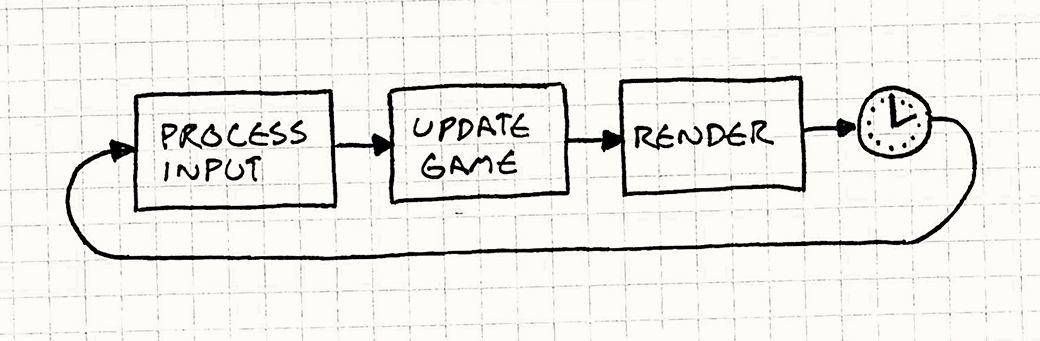 PROCESS
INPUT
UPDATE
GAME
RENDER